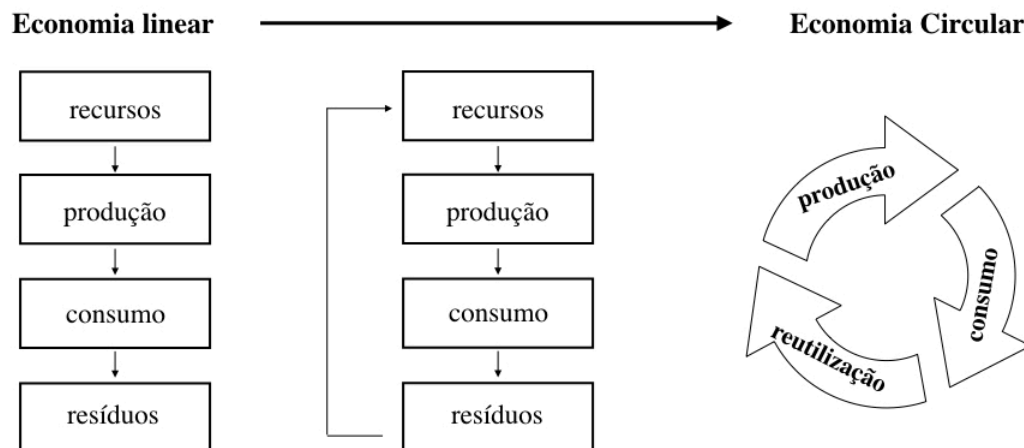 Economia linear
Economia Circular
recursos
produção
consumo
resíduos
recursos
produção
consumo
resíduos
produção
consumo
reutilização